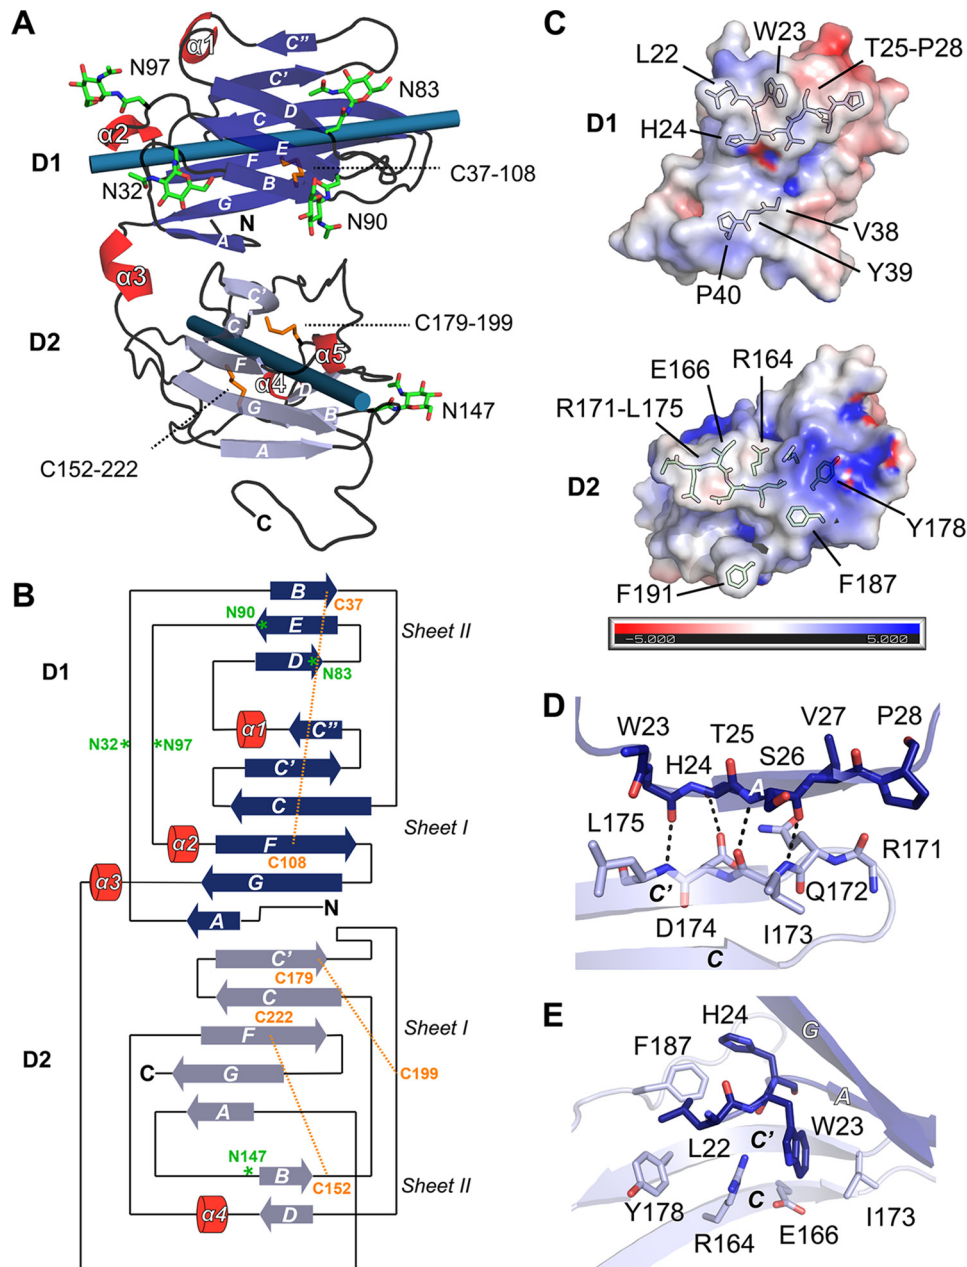 A
α1
C”
N97
C’
N83
D
C
α2
D1
E
F
C37-108
B
N32
G
N
N90
A
α3
C’
C179-199
C
D2
F
α5
α4
D
G
B
N147
A
C152-222
C
B
B
C37
N90
*
E
Sheet II
D1
D
*
N83
α1
C”
N32*
*N97
C’
C
Sheet I
α2
F
C108
α3
G
A
N
C’
C179
C
C222
Sheet I
F
D2
C
G
C199
A
N147
*
B
C152
Sheet II
α4
D
C
W23
L22
T25-P28
D1
H24
V38
Y39
P40
E166
R164
R171-L175
D2
Y178
F187
F191
-5.000
5.000
D
W23
V27
P28
T25
H24
S26
A
L175
R171
C’
Q172
D174
I173
C
E
H24
G
F187
A
W23
C’
L22
C
I173
Y178
E166
R164